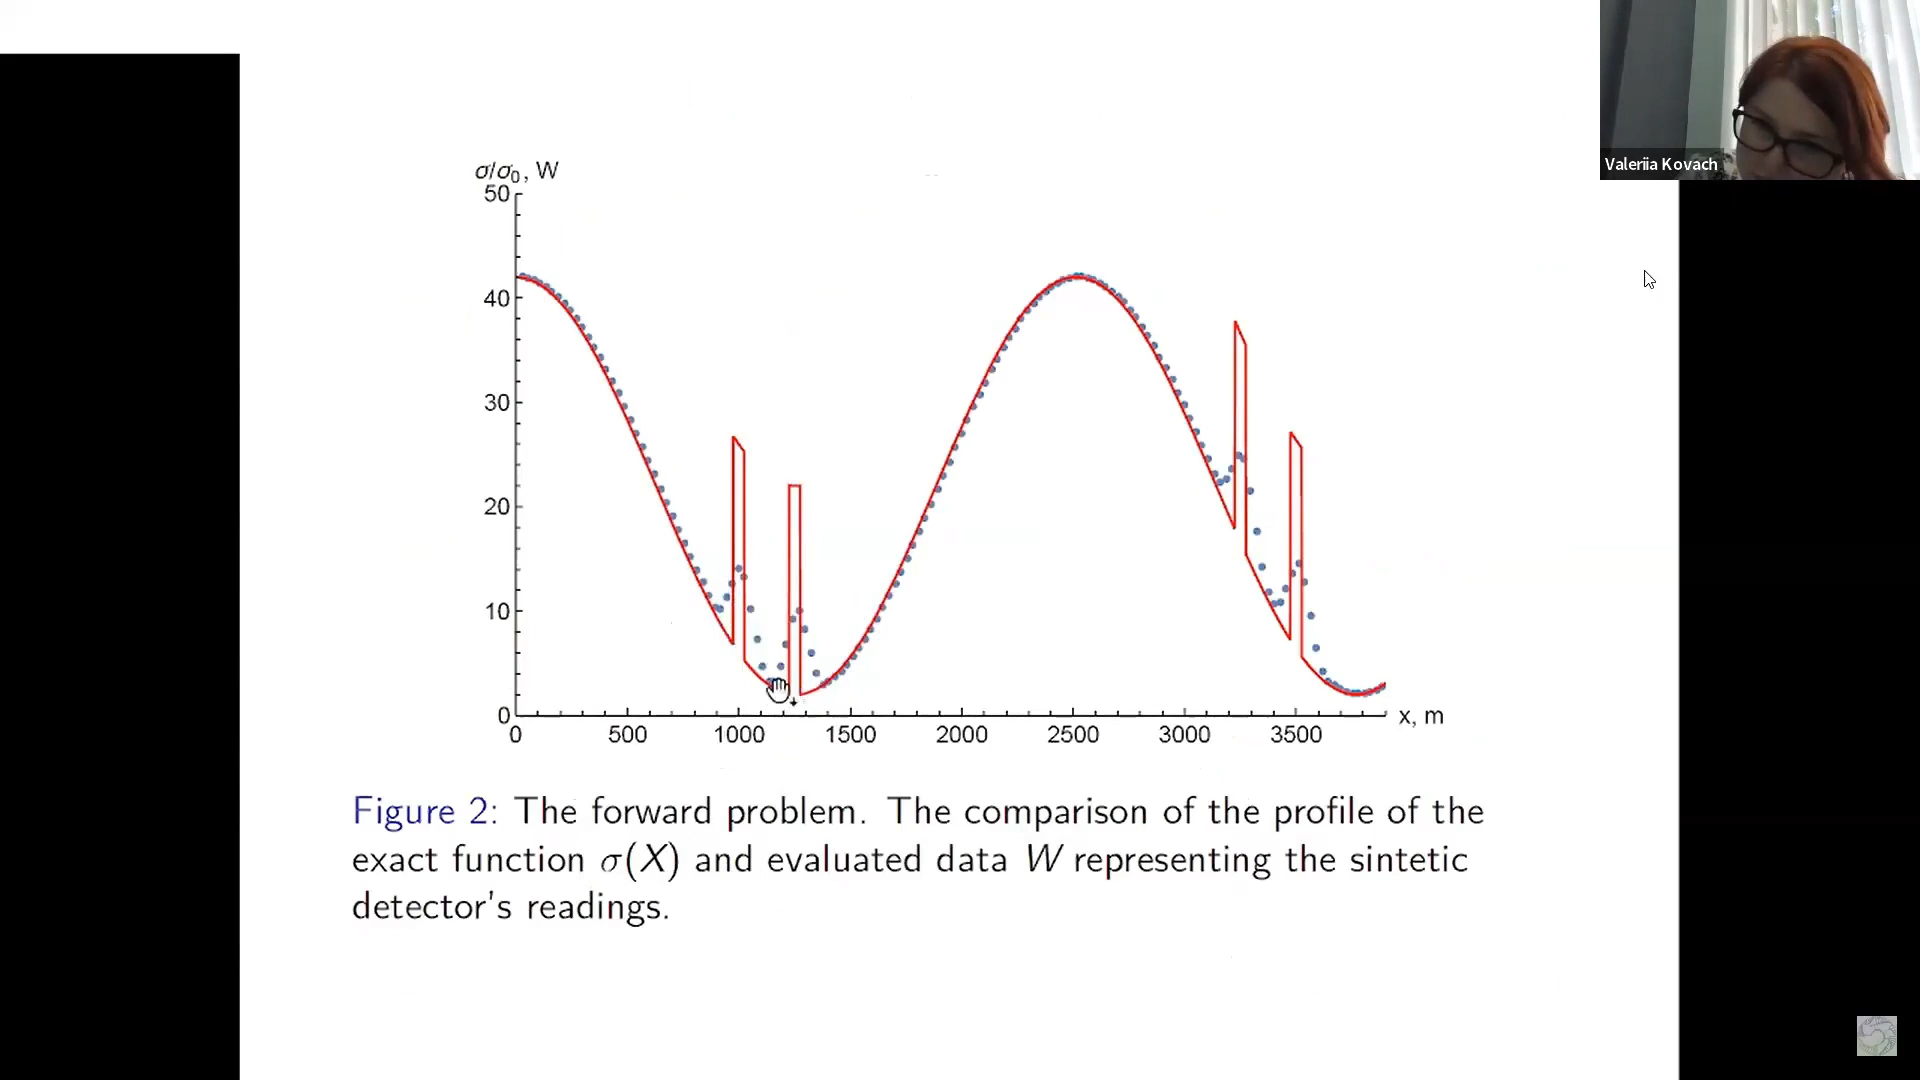 Valeriia Kovach
σ/σ₀, W
50
40
30
20
10
0
0 500 1000 1500 2000 2500 3000 3500
x, m
Figure 2: The forward problem. The comparison of the profile of the
exact function σ(X) and evaluated data W representing the sintetic
detector's readings.